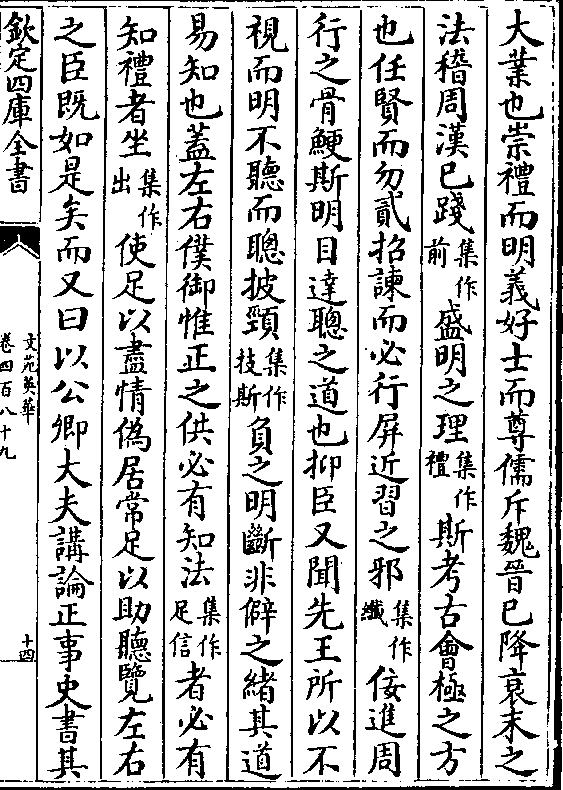 大業也崇禮而明義好士而尊儒斥魏晉已降衰末之
法稽周漢已踐集作前盛明之理集作禮斯考古會極之方
也任賢而勿貳招諫而必行屏近習之邪集作纖佞進周
行之骨鯁斯明目達聰之道也抑臣又聞先王所以不
視而明不聽而聰披頸集作技斯負之明斷非僻之緒其道
易知也蓋左右僕御惟正之供必有知法集作足信者必有
知禮者坐集作出使足以盡情偽居常足以助聽覽左右
之臣既如是矣而又曰以公卿大夫講論正事史書其
欽定四庫全書
文苑英華
卷四百八十九
十四